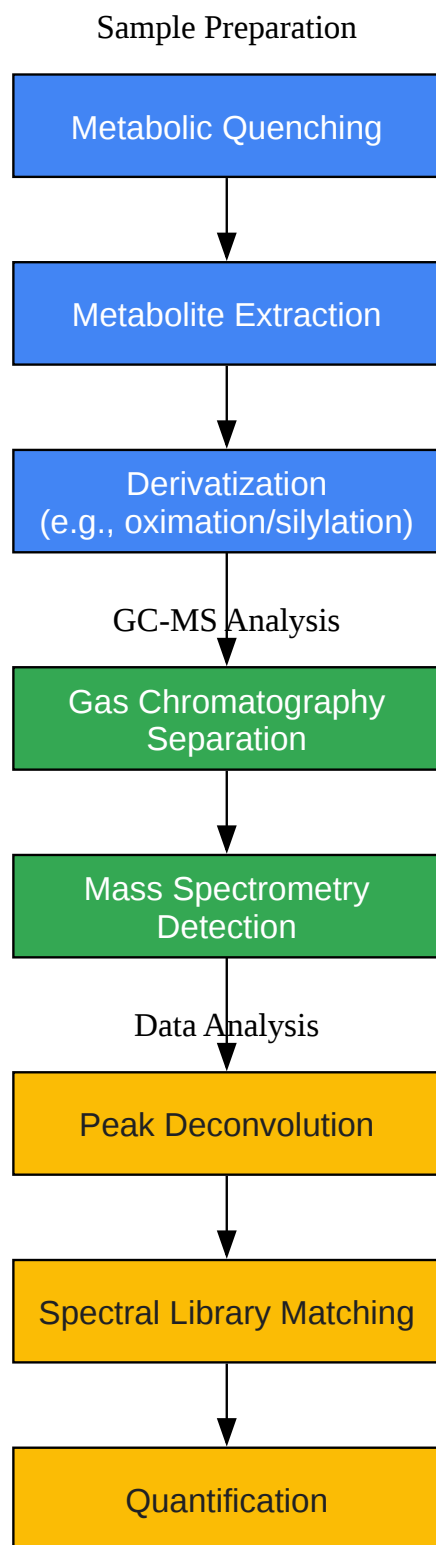 Sample Preparation
Metabolic Quenching
Metabolite Extraction
Derivatization
(e.g., oximation/silylation)
GC-MS Analysis
Gas Chromatography
Separation
Mass Spectrometry
Detection
Data Analysis
Peak Deconvolution
Spectral Library Matching
Quantification